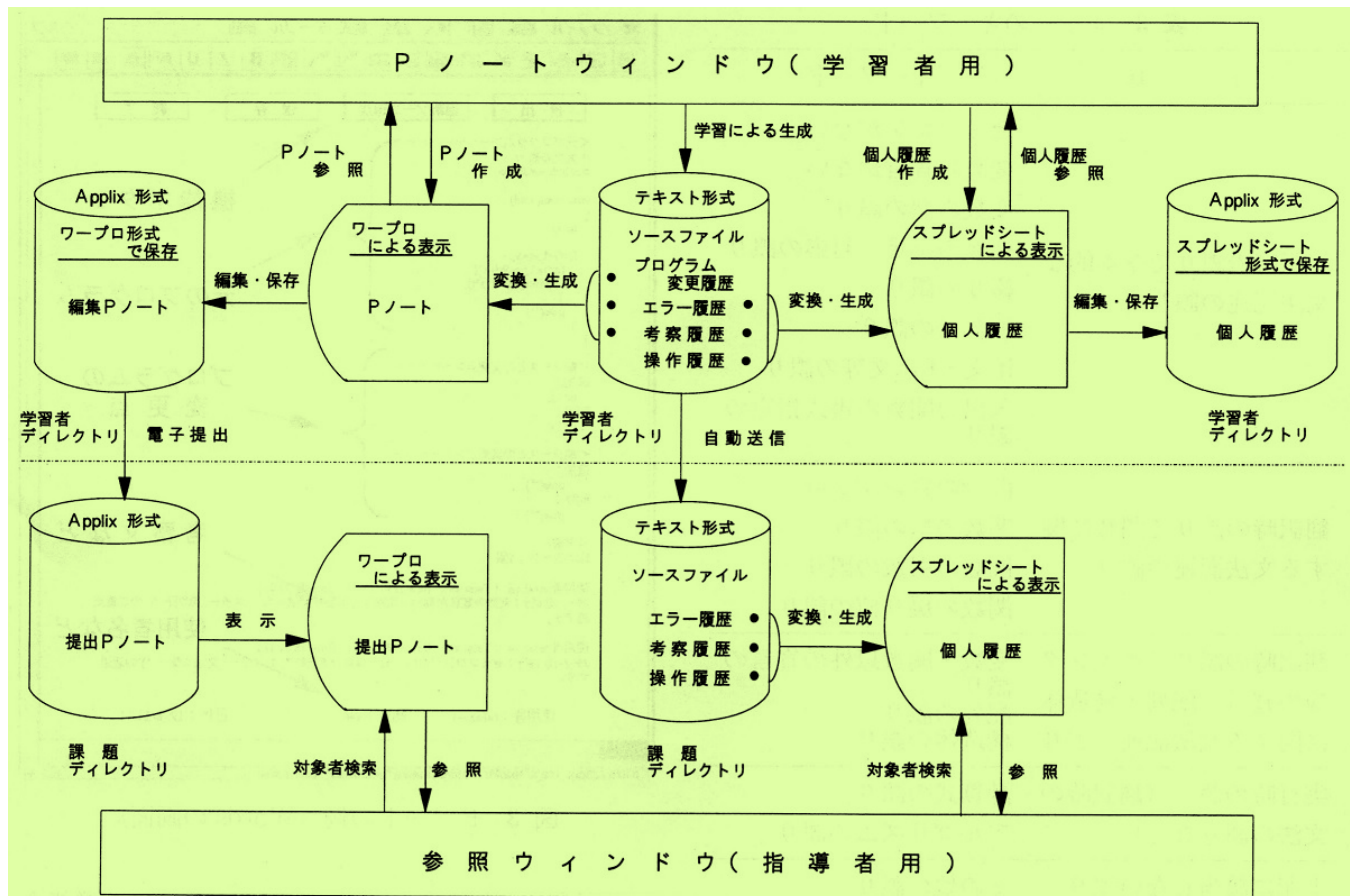 Pノートウィンドウ(学習者用)
Pノート
参照
Pノート
作成
学習による生成
個人履歴
作成
個人履歴
参照
Applix 形式
ワープロ形式
で保存
編集Pノート
編集・保存
ワープロ
による表示
Pノート
変換・生成
テキスト形式
ソースファイル
プログラム
変更履歴
エラー履歴
考察履歴
操作履歴
変換・生成
スプレッドシート
による表示
個人履歴
編集・保存
Applix 形式
スプレッドシート
形式で保存
個人履歴
学習者
ディレクトリ
電子提出
学習者
ディレクトリ
自動送信
学習者
ディレクトリ
Applix 形式
提出Pノート
表示
ワープロ
による表示
提出Pノート
テキスト形式
ソースファイル
エラー履歴
考察履歴
操作履歴
変換・生成
スプレッドシート
による表示
個人履歴
課題
ディレクトリ
対象者検索
参照
課題
ディレクトリ
対象者検索
参照
参照ウィンドウ(指導者用)